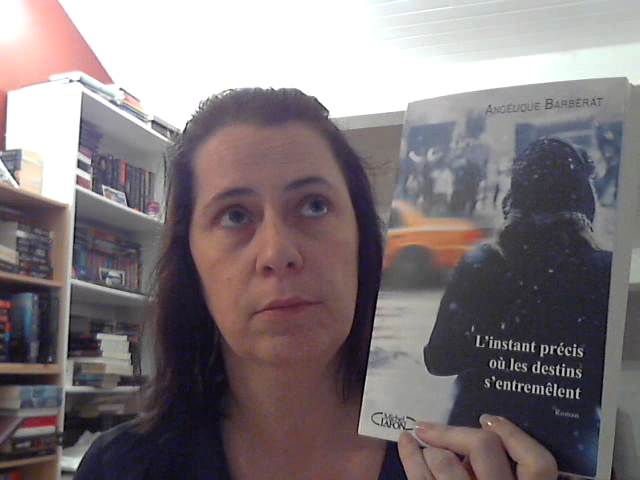 ANGÉLIQUE BARBÉRAT
L'instant précis
où les destins
s'entremêlent
Roman
Michel
LAFON